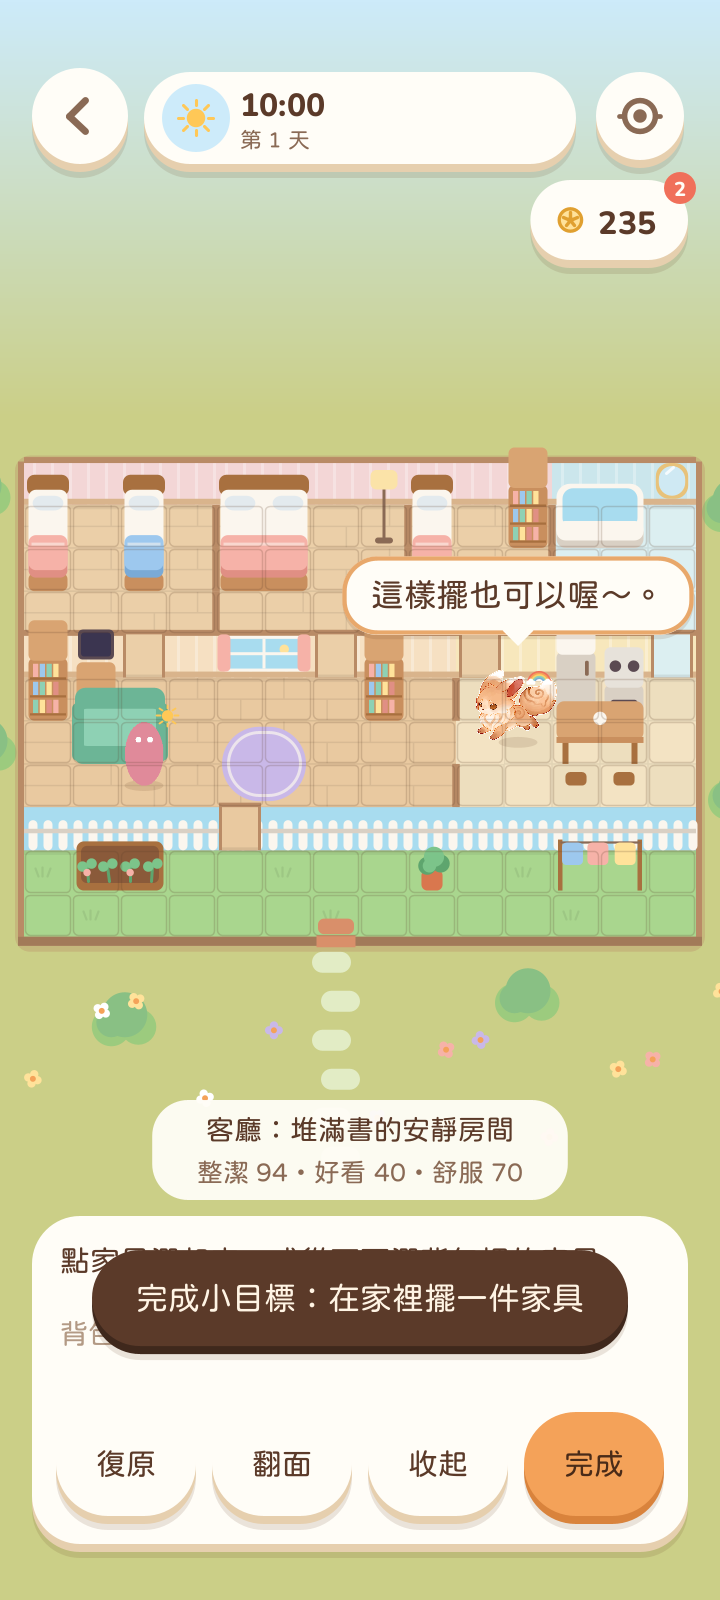 10:00
第 1 天
2
235
這樣擺也可以喔～。
客廳：堆滿書的安靜房間
整潔 94・好看 40・舒服 70
點家
完成小目標：在家裡擺一件家具
復原
翻面
收起
完成